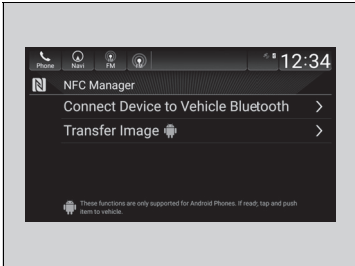 Phone Navi FM 12:34
NFC Manager
Connect Device to Vehicle Bluetooth
Transfer Image
These functions are only supported for Android Phones. If ready, tap and push
item to vehicle.